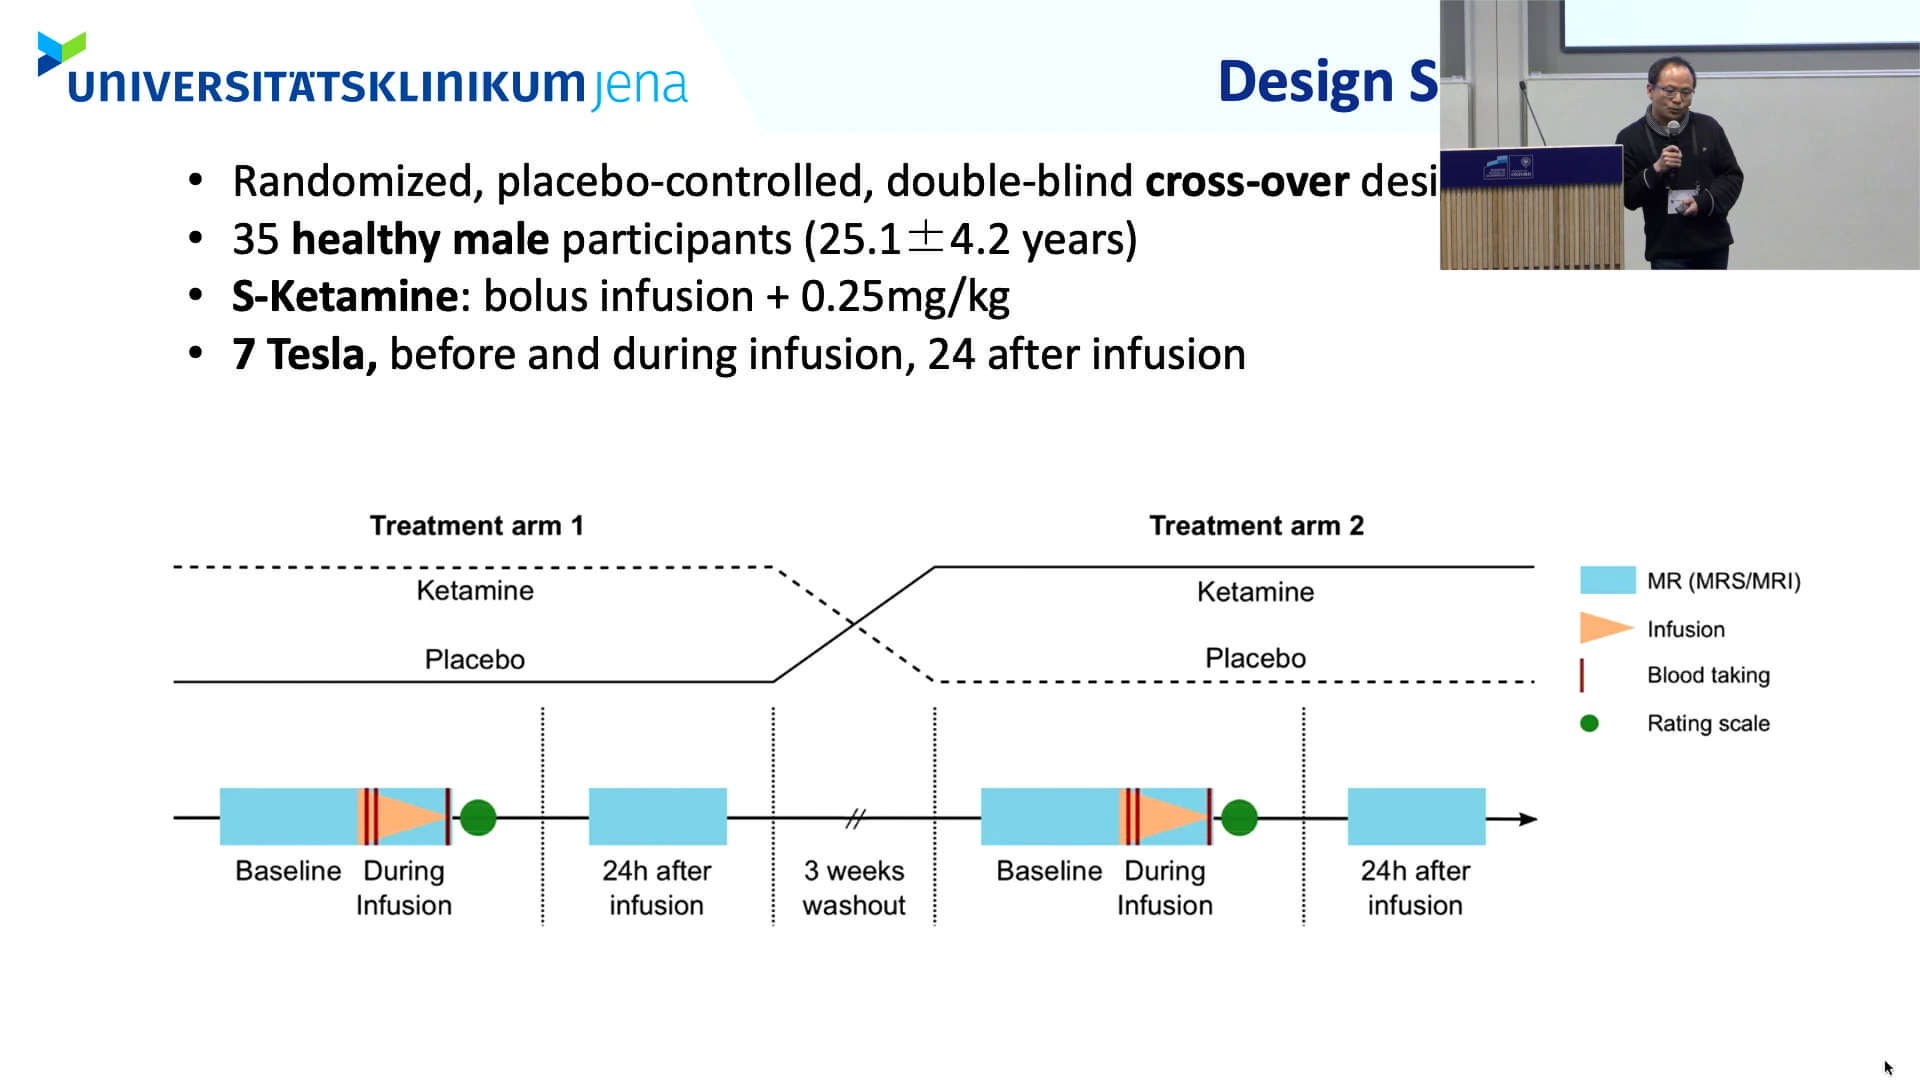 UNIVERSITÄTSKLINIKUM jena
Design S
• Randomized, placebo-controlled, double-blind cross-over desi
• 35 healthy male participants (25.1±4.2 years)
• S-Ketamine: bolus infusion + 0.25mg/kg
• 7 Tesla, before and during infusion, 24 after infusion
Treatment arm 1
Treatment arm 2
Ketamine
Ketamine
Placebo
Placebo
MR (MRS/MRI)
Infusion
Blood taking
Rating scale
Baseline
During
Infusion
24h after
infusion
3 weeks
washout
Baseline
During
Infusion
24h after
infusion
OXFORD